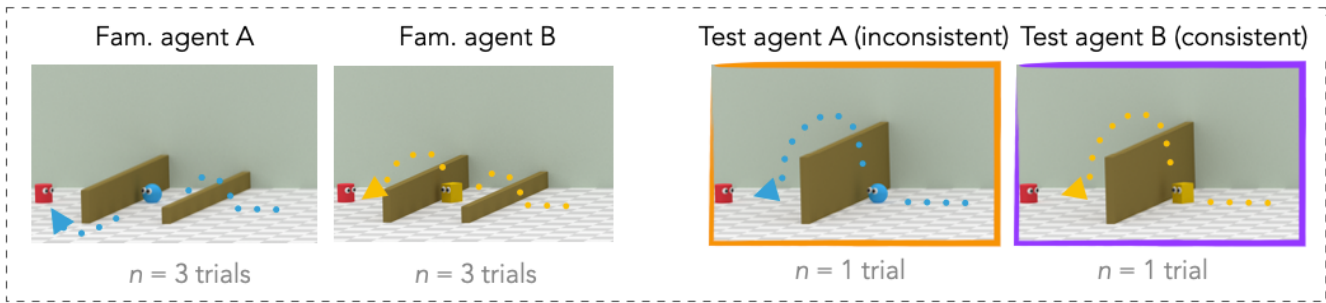 Fam. agent A
Fam. agent B
Test agent A (inconsistent)
Test agent B (consistent)
n = 3 trials
n = 3 trials
n = 1 trial
n = 1 trial